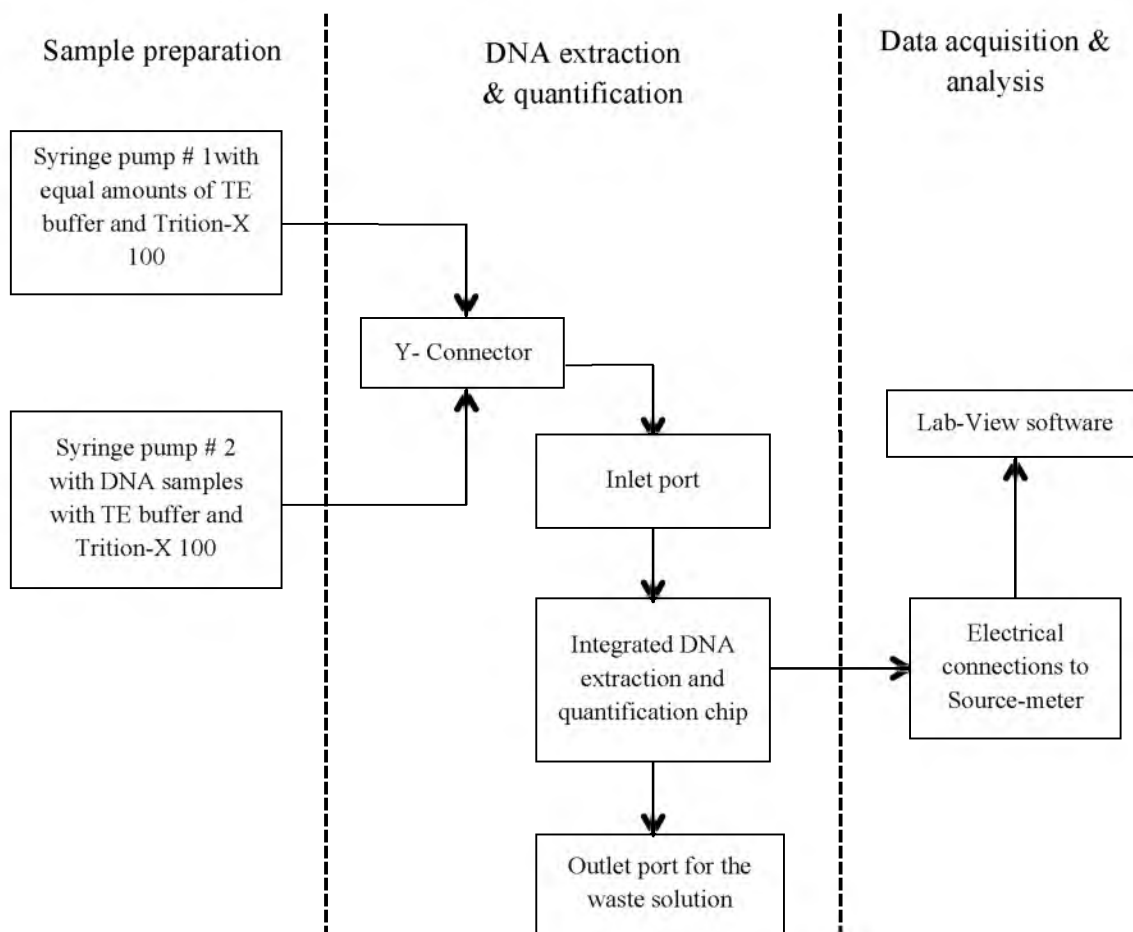 Sample preparation
DNA extraction
& quantification
Data acquisition &
analysis
Syringe pump # 1with
equal amounts of TE
buffer and Trition-X
100
Y- Connector
Syringe pump # 2
with DNA samples
with TE buffer and
Trition-X 100
Inlet port
Lab-View software
Integrated DNA
extraction and
quantification chip
Electrical
connections to
Source-meter
Outlet port for the
waste solution